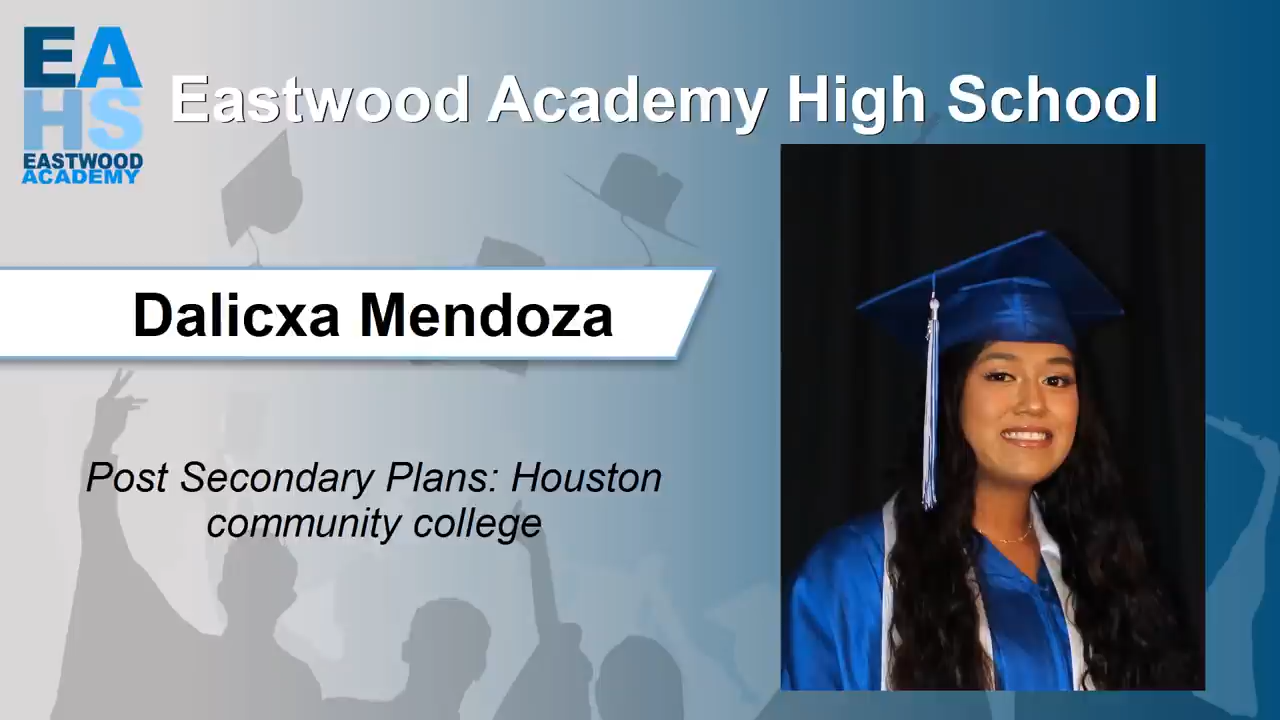 EA
HS
EASTWOOD
ACADEMY
Eastwood Academy High School
Dalicxa Mendoza
Post Secondary Plans: Houston
community college